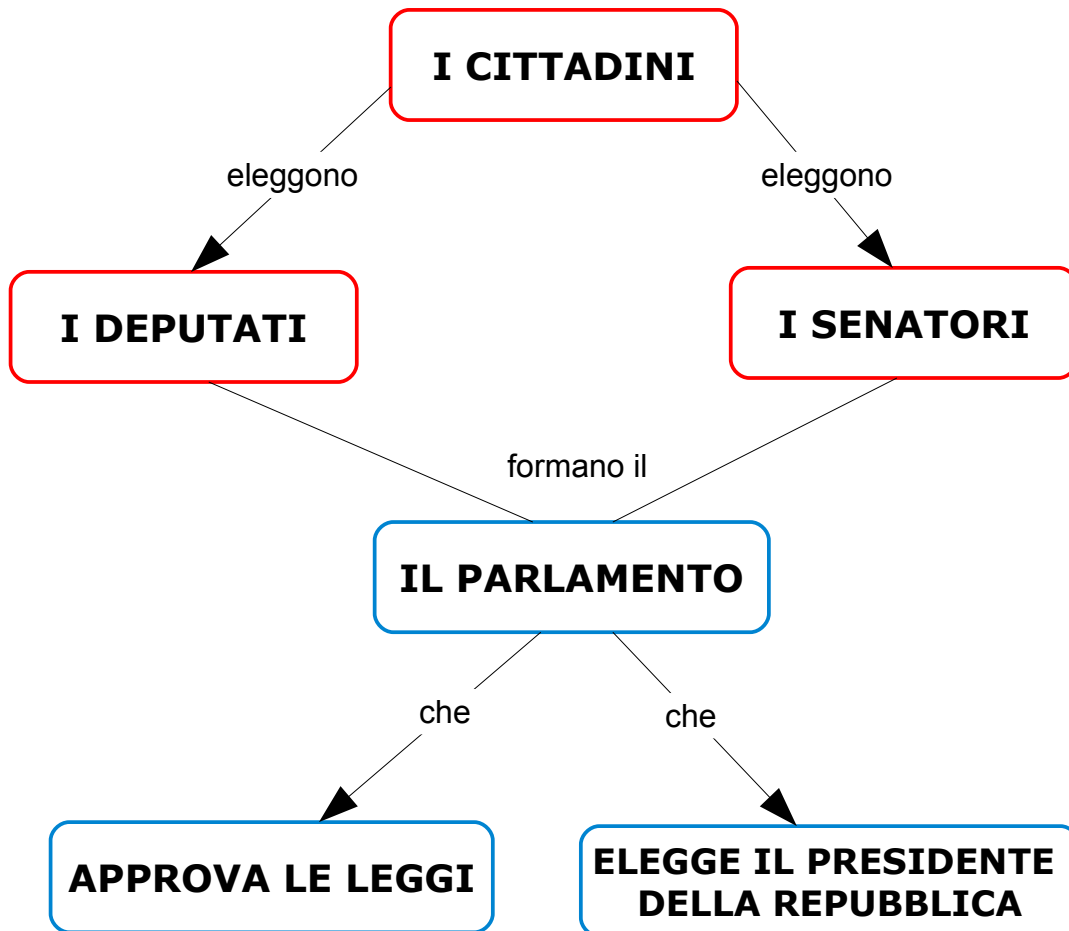 I CITTADINI
eleggono
eleggono
I DEPUTATI
I SENATORI
formano il
IL PARLAMENTO
che
che
APPROVA LE LEGGI
ELEGGE IL PRESIDENTE
DELLA REPUBBLICA